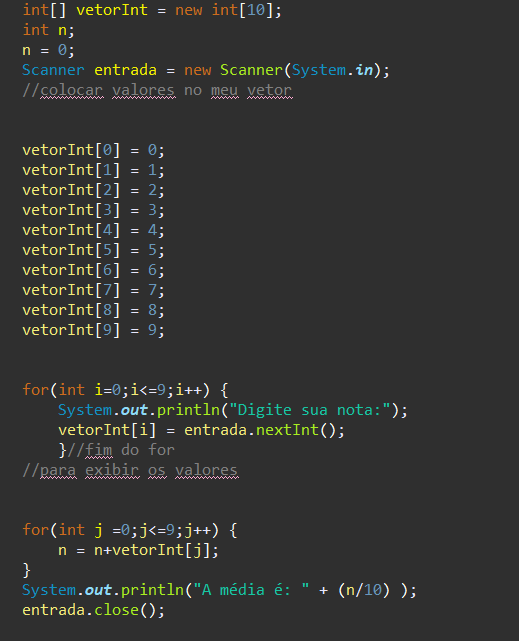 int[] vetorInt = new int[10];
int n;
n = 0;
Scanner entrada = new Scanner(System.in);
//colocar valores no meu vetor
vetorInt[0] = 0;
vetorInt[1] = 1;
vetorInt[2] = 2;
vetorInt[3] = 3;
vetorInt[4] = 4;
vetorInt[5] = 5;
vetorInt[6] = 6;
vetorInt[7] = 7;
vetorInt[8] = 8;
vetorInt[9] = 9;
for(int i=0;i<=9;i++) {
    System.out.println("Digite sua nota:");
    vetorInt[i] = entrada.nextInt();
    }//fim do for
//para exibir os valores
for(int j =0;j<=9;j++) {
    n = n+vetorInt[j];
}
System.out.println("A média é: " + (n/10) );
entrada.close();